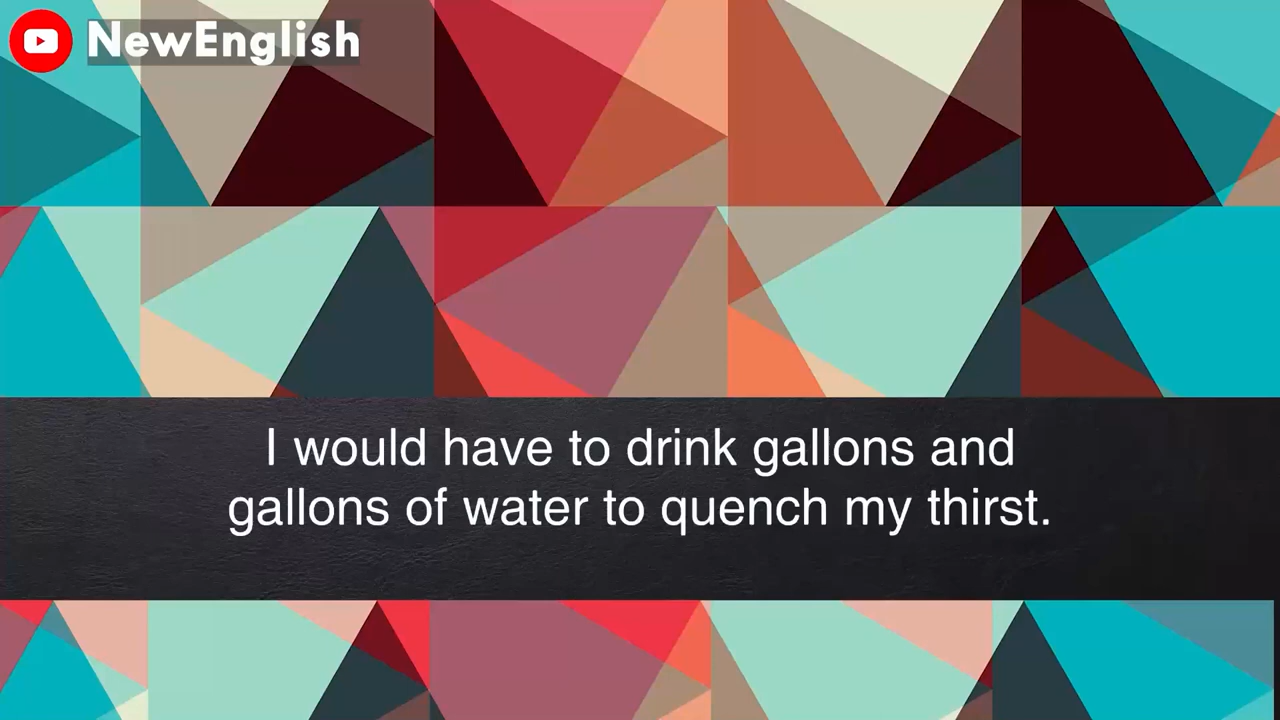 NewEnglish
I would have to drink gallons and
gallons of water to quench my thirst.